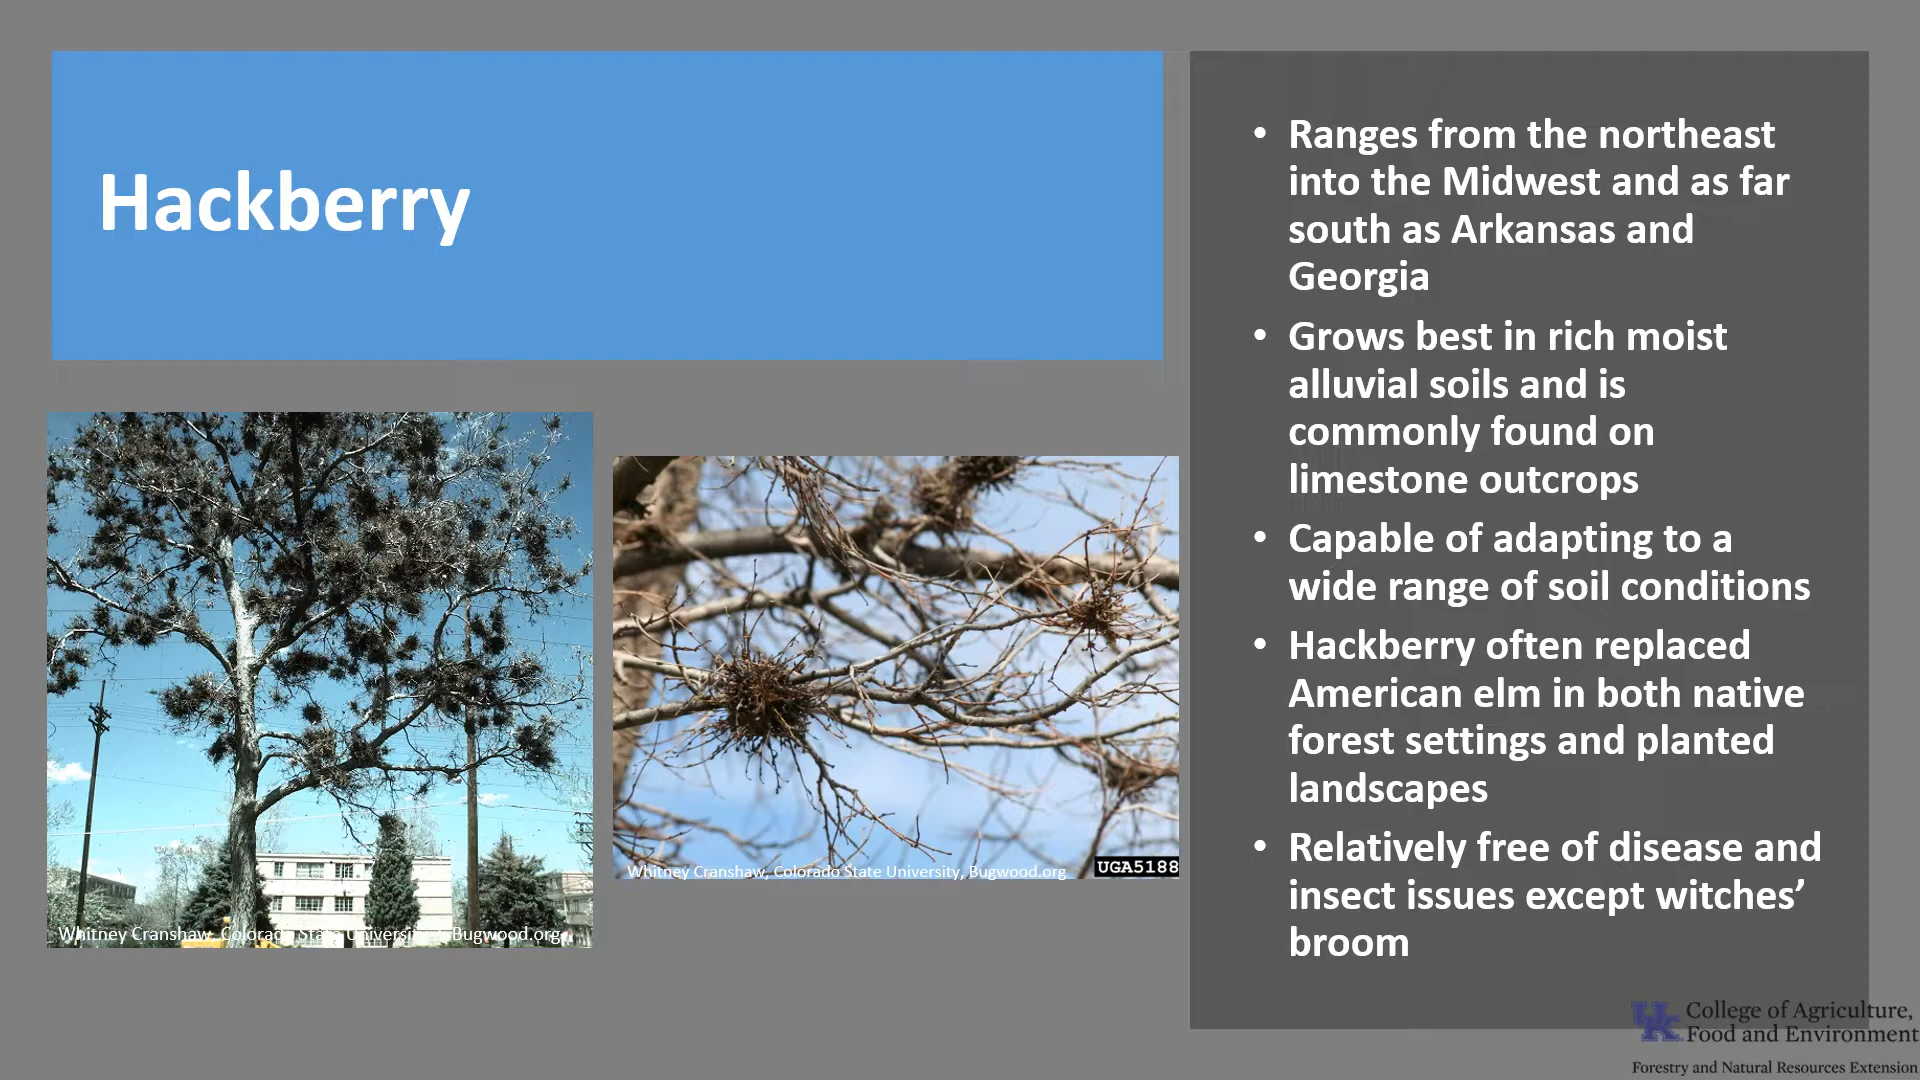 Hackberry
• Ranges from the northeast
into the Midwest and as far
south as Arkansas and
Georgia
• Grows best in rich moist
alluvial soils and is
commonly found on
limestone outcrops
• Capable of adapting to a
wide range of soil conditions
• Hackberry often replaced
American elm in both native
forest settings and planted
landscapes
• Relatively free of disease and
insect issues except witches’
broom
Whitney Cranshaw, Colorado State University, Bugwood.org
UGA5188
Whitney Cranshaw, Colorado State University, Bugwood.org
UK College of Agriculture,
Food and Environment
Forestry and Natural Resources Extension